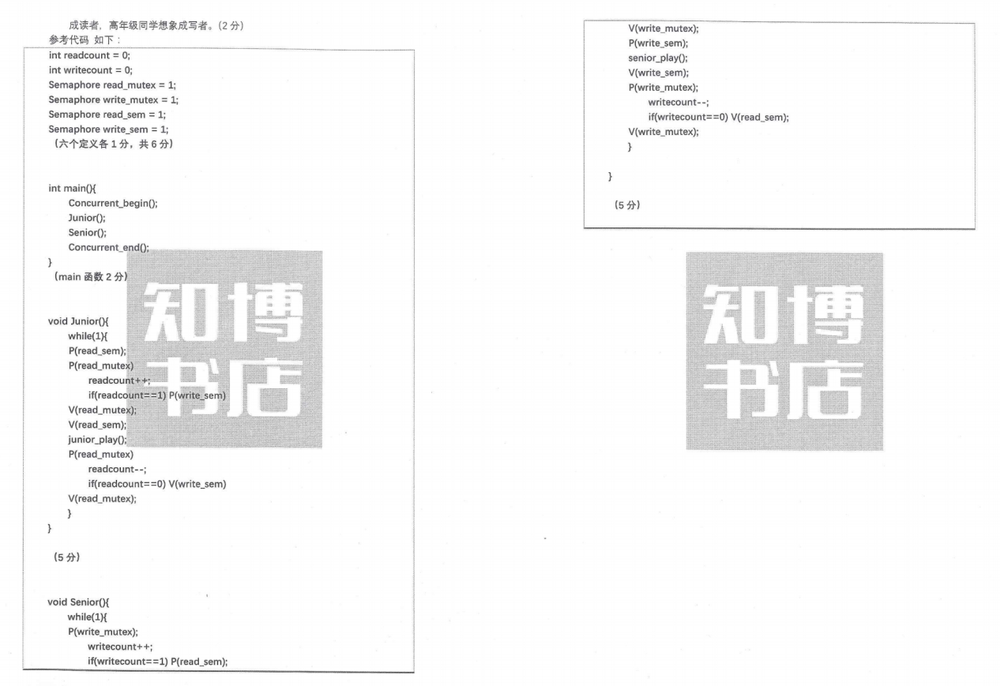 成读者，高年级同学想象成写者。（2 分）
参考代码 如下：
int readcount = 0;
int writecount = 0;
Semaphore read_mutex = 1;
Semaphore write_mutex = 1;
Semaphore read_sem = 1;
Semaphore write_sem = 1;
（六个定义各 1 分，共 6 分）
int main(){
Concurrent_begin();
Junior();
Senior();
Concurrent_end();
}
（main 函数 2 分）
void Junior(){
while(1){
P(read_sem);
P(read_mutex)
readcount++;
if(readcount==1) P(write_sem)
V(read_mutex);
V(read_sem);
junior_play();
P(read_mutex)
readcount--;
if(readcount==0) V(write_sem)
V(read_mutex);
}
}
（5 分）
void Senior(){
while(1){
P(write_mutex);
writecount++;
if(writecount==1) P(read_sem);
V(write_mutex);
P(write_sem);
senior_play();
V(write_sem);
P(write_mutex);
writecount--;
if(writecount==0) V(read_sem);
V(write_mutex);
}
}
（5 分）
知博
书店
知博
书店